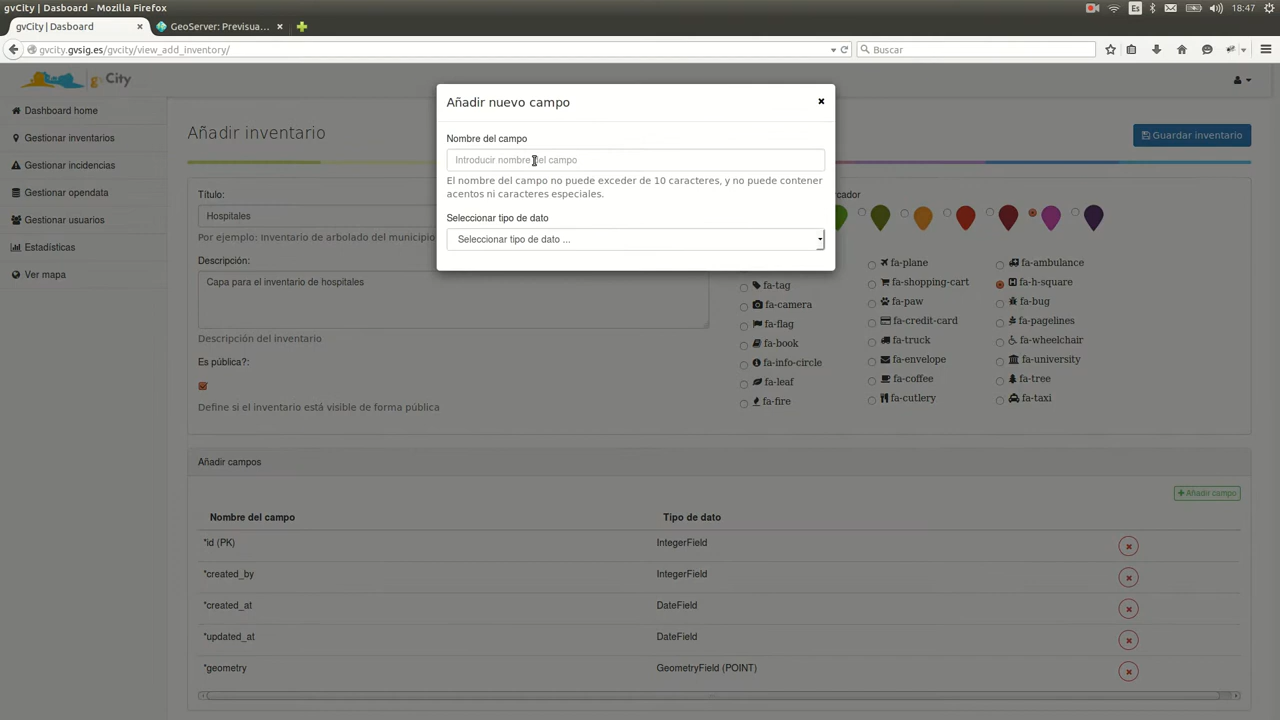 gvCity | Dasboard - Mozilla Firefox
Es
18:47
gvCity | Dasboard
GeoServer: Previsua...
gvcity.gvsig.es/gvcity/view_add_inventory/
Buscar
gv City
Dashboard home
Gestionar inventarios
Gestionar incidencias
Gestionar opendata
Gestionar usuarios
Estadísticas
Ver mapa
Añadir inventario
Guardar inventario
Añadir nuevo campo
Nombre del campo
Introducir nombre del campo
El nombre del campo no puede exceder de 10 caracteres, y no puede contener
acentos ni caracteres especiales.
Seleccionar tipo de dato
Seleccionar tipo de dato ...
Título:
Hospitales
Por ejemplo: Inventario de arbolado del municipio
Descripción:
Capa para el inventario de hospitales
Descripción del inventario
Es pública?:
Define si el inventario está visible de forma pública
fa-tag
fa-camera
fa-flag
fa-book
fa-info-circle
fa-leaf
fa-fire
fa-plane
fa-shopping-cart
fa-paw
fa-credit-card
fa-truck
fa-envelope
fa-coffee
fa-cutlery
fa-ambulance
fa-h-square
fa-bug
fa-pagelines
fa-wheelchair
fa-university
fa-tree
fa-taxi
Añadir campos
Añadir campo
Nombre del campo Tipo de dato
*id (PK) IntegerField
*created_by IntegerField
*created_at DateField
*updated_at DateField
*geometry GeometryField (POINT)